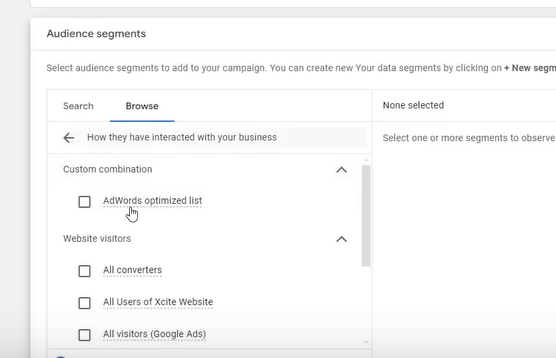 Audience segments
Select audience segments to add to your campaign. You can create new Your data segments by clicking on + New segm
Search
Browse
None selected
How they have interacted with your business
Select one or more segments to observe
Custom combination
AdWords optimized list
Website visitors
All converters
All Users of Xcite Website
All visitors (Google Ads)